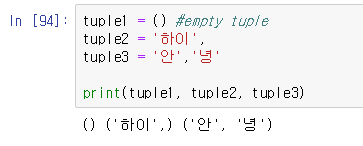 In [94]: tuple1 = () #empty tuple
tuple2 = '하이',
tuple3 = '안','녕'
print(tuple1, tuple2, tuple3)
() ('하이',) ('안', '녕')